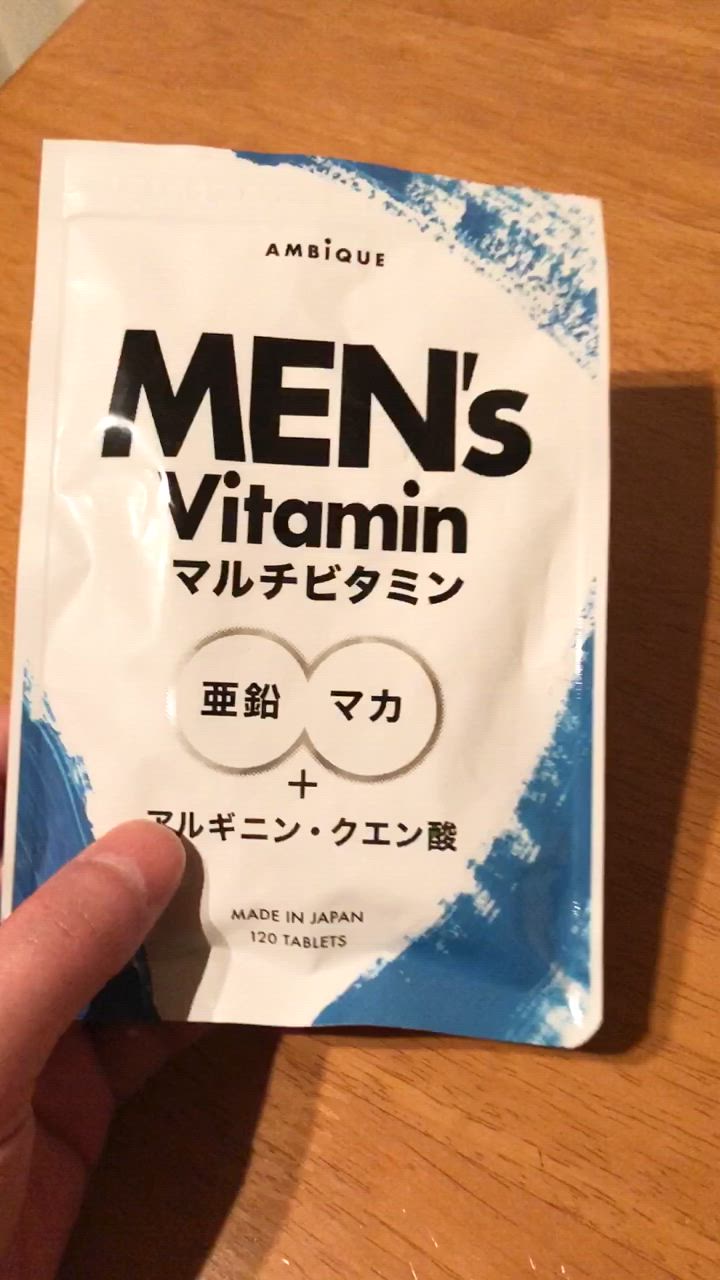 AMBiQUE
MEN's
Vitamin
マルチビタミン
亜鉛 マカ
+
アルギニン・クエン酸
MADE IN JAPAN
120 TABLETS